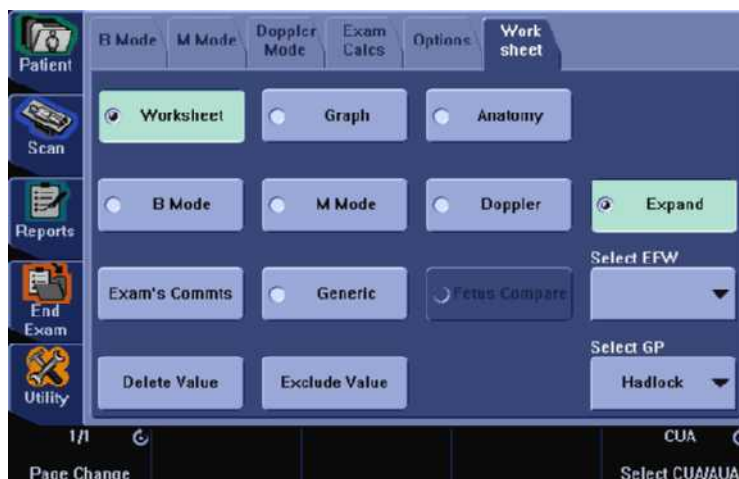 Patient
Scan
Reports
End
Exam
Utility
B Mode
M Mode
Doppler
Mode
Exam
Calcs
Options
Work
sheet
Worksheet
Graph
Anatomy
B Mode
M Mode
Doppler
Expand
Select EFW
Exam's Commts
Generic
Fetus Compare
Select GP
Delete Value
Exclude Value
Hadlock
1/1
CUA
Page Change
Select CUA/AUA